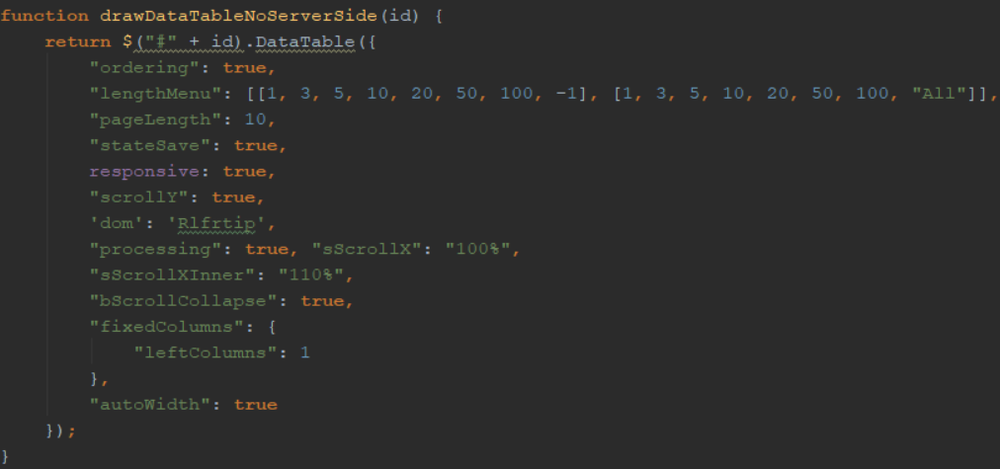 function drawDataTableNoServerSide(id) {
    return $("#" + id).DataTable({
        "ordering": true,
        "lengthMenu": [[1, 3, 5, 10, 20, 50, 100, -1], [1, 3, 5, 10, 20, 50, 100, "All"]],
        "pageLength": 10,
        "stateSave": true,
        responsive: true,
        "scrollY": true,
        'dom': 'Rlfrtip',
        "processing": true, "sScrollX": "100%",
        "sScrollXInner": "110%",
        "bScrollCollapse": true,
        "fixedColumns": {
            "leftColumns": 1
        },
        "autoWidth": true
    });
}